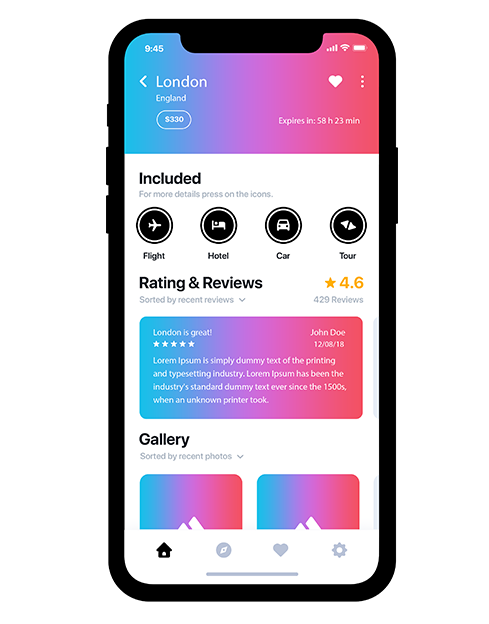 9:45
London
England
$330
Expires in: 58 h 23 min
Included
For more details press on the icons.
Flight
Hotel
Car
Tour
Rating & Reviews
4.6
Sorted by recent reviews
429 Reviews
London is great!
John Doe
12/08/18
Lorem Ipsum is simply dummy text of the printing
and typesetting industry. Lorem Ipsum has been the
industry's standard dummy text ever since the 1500s,
when an unknown printer took.
Gallery
Sorted by recent photos